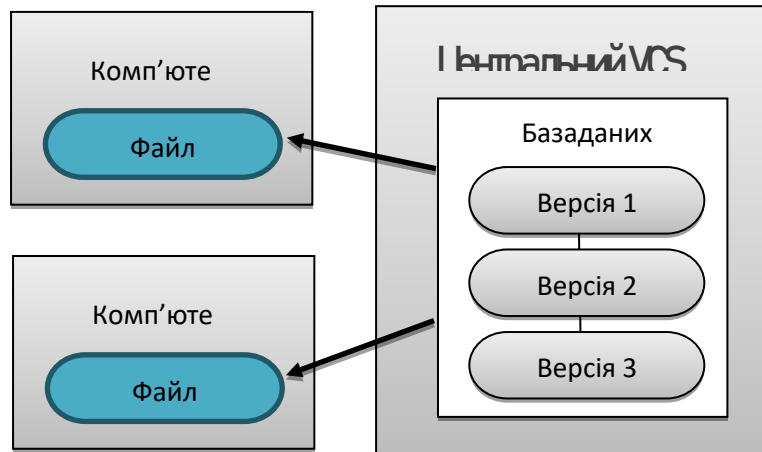 Комп’юте
Файл
Центральний VCS
Базаданих
Версія 1
Версія 2
Версія 3
Комп’юте
Файл